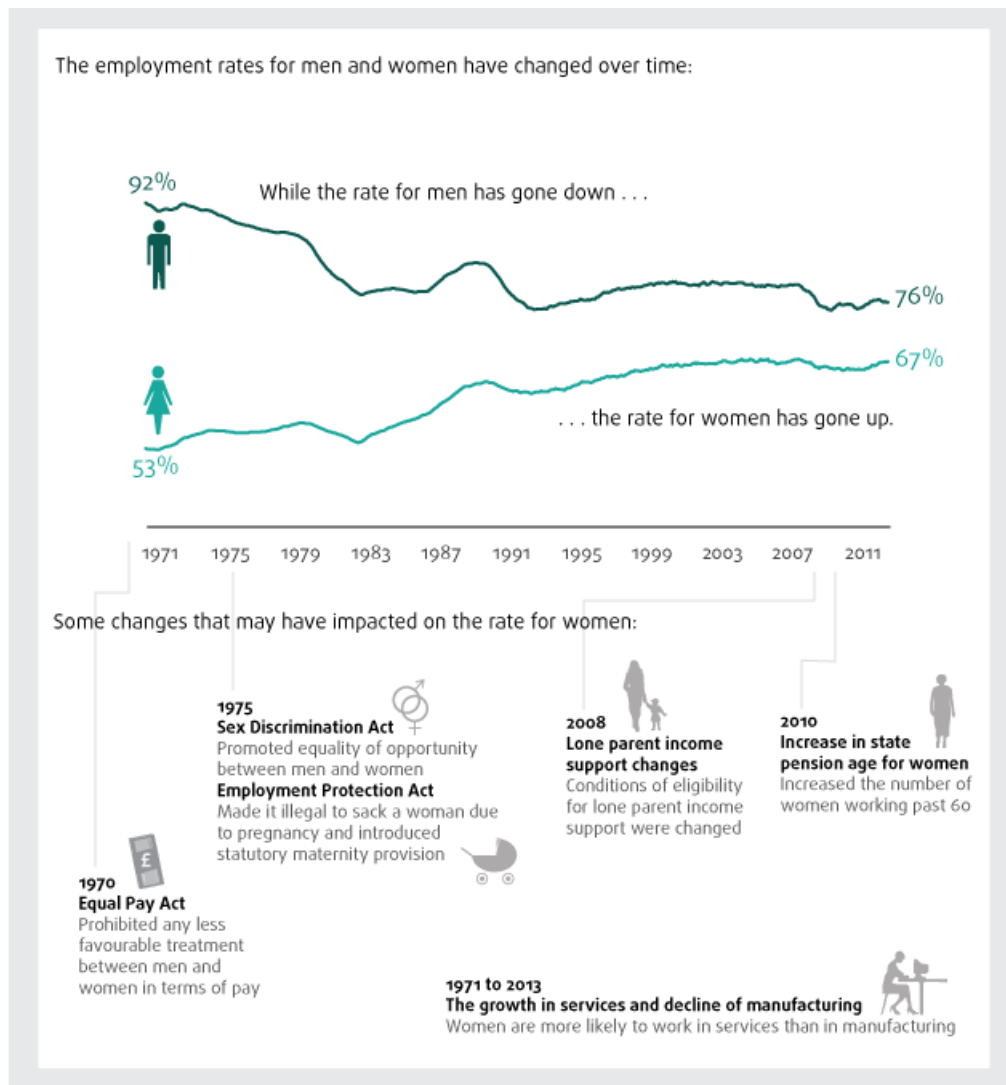 The employment rates for men and women have changed over time:
92%
While the rate for men has gone down . . .
76%
67%
. . . the rate for women has gone up.
53%
1971 1975 1979 1983 1987 1991 1995 1999 2003 2007 2011
Some changes that may have impacted on the rate for women:
1975
Sex Discrimination Act
Promoted equality of opportunity
between men and women
Employment Protection Act
Made it illegal to sack a woman due
to pregnancy and introduced
statutory maternity provision
2008
Lone parent income
support changes
Conditions of eligibility
for lone parent income
support were changed
2010
Increase in state
pension age for women
Increased the number of
women working past 60
£
1970
Equal Pay Act
Prohibited any less
favourable treatment
between men and
women in terms of pay
1971 to 2013
The growth in services and decline of manufacturing
Women are more likely to work in services than in manufacturing